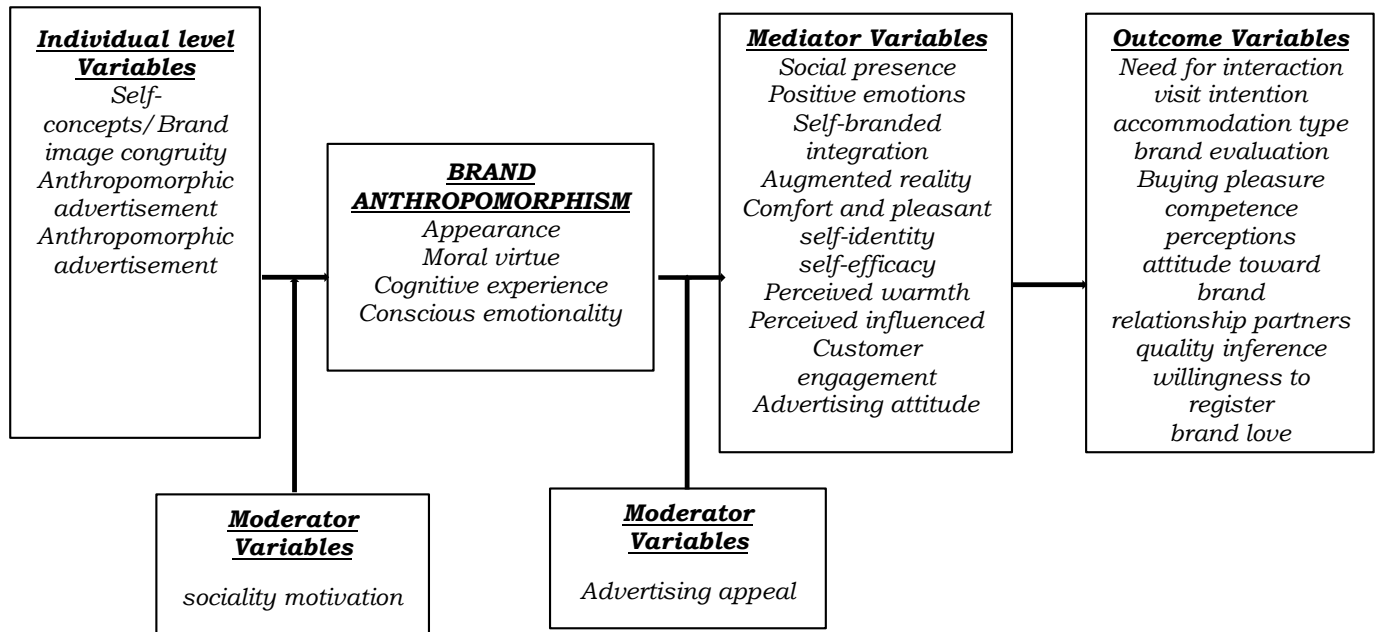 Individual level
Variables
Self-
concepts/Brand
image congruity
Anthropomorphic
advertisement
Anthropomorphic
advertisement
BRAND
ANTHROPOMORPHISM
Appearance
Moral virtue
Cognitive experience
Conscious emotionality
Mediator Variables
Social presence
Positive emotions
Self-branded
integration
Augmented reality
Comfort and pleasant
self-identity
self-efficacy
Perceived warmth
Perceived influenced
Customer
engagement
Advertising attitude
Outcome Variables
Need for interaction
visit intention
accommodation type
brand evaluation
Buying pleasure
competence
perceptions
attitude toward
brand
relationship partners
quality inference
willingness to
register
brand love
Moderator
Variables
sociality motivation
Moderator
Variables
Advertising appeal